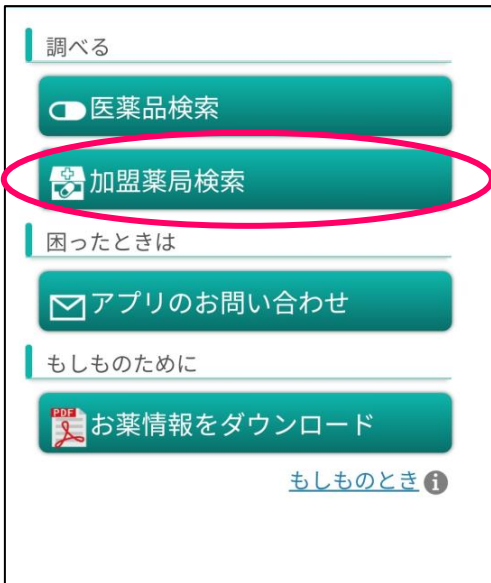 調べる
医薬品検索
加盟薬局検索
困ったときは
アプリのお問い合わせ
もしものために
PDF お薬情報をダウンロード
もしものとき i